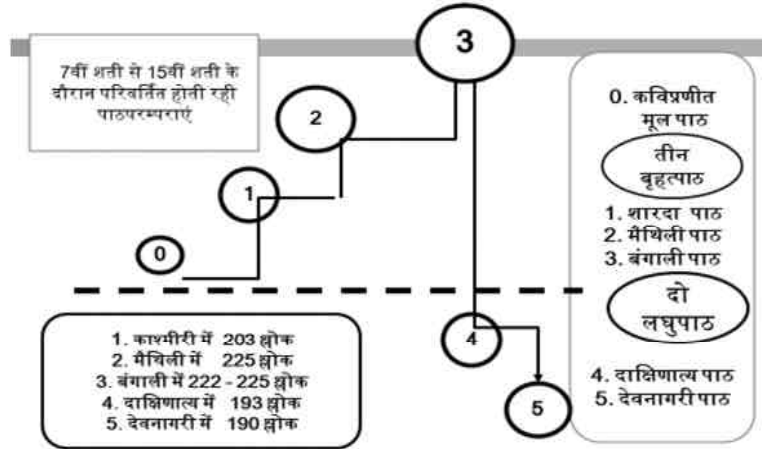 7वीं शती से 15वीं शती के
दौरान परिवर्तित होती रही
पाठपरम्पराएं
3
2
1
0
4
5
0. कविप्रणीत
मूल पाठ
तीन
बृहत्पाठ
1. शारदा पाठ
2. मैथिली पाठ
3. बंगाली पाठ
दो
लघुपाठ
4. दाक्षिणात्य पाठ
5. देवनागरी पाठ
1. काश्मीरी में 203 श्लोक
2. मैथिली में 225 श्लोक
3. बंगाली में 222 - 225 श्लोक
4. दाक्षिणात्य में 193 श्लोक
5. देवनागरी में 190 श्लोक